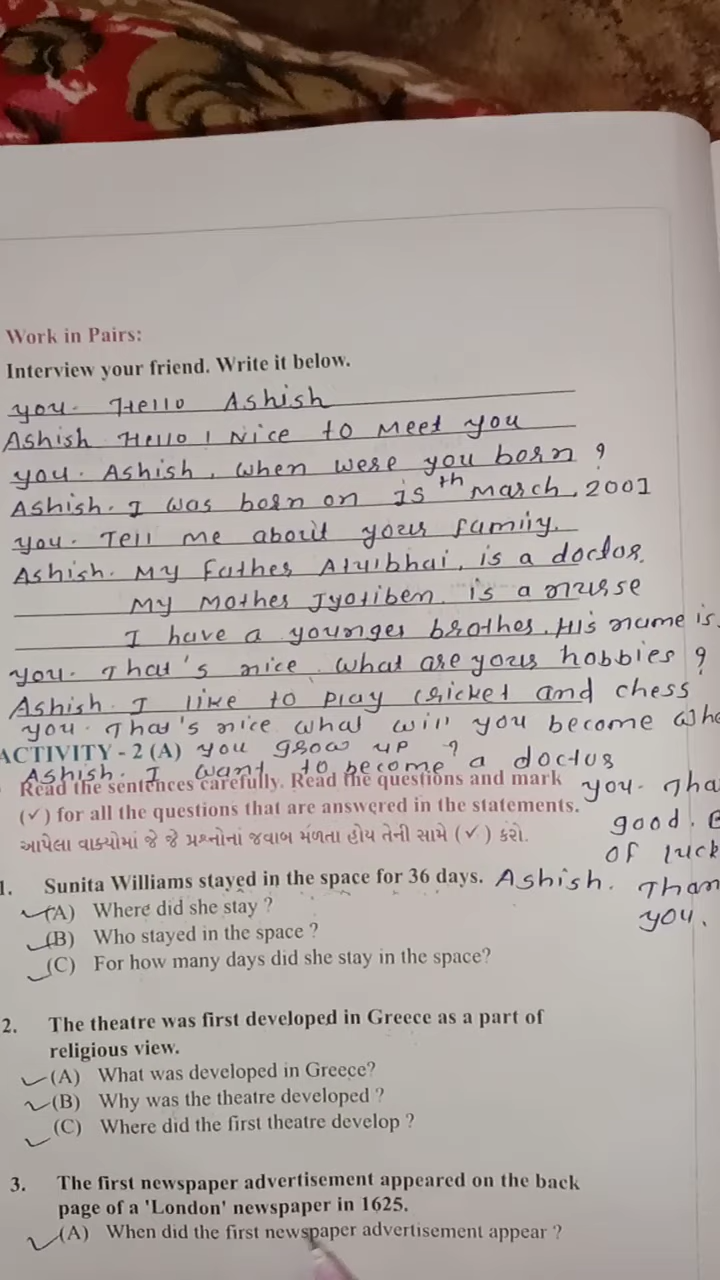 Work in Pairs:
Interview your friend. Write it below.
you. Hello Ashish
Ashish. Hello! Nice to Meet you
you. Ashish, when were you born ?
Ashish. I was born on 15th March, 2001
you. Tell me about your family.
Ashish. My Father Atulbhai, is a doctor.
My Mother Jyotiben is a nurse
I have a younger brother. His name is
you. That's nice. what are your hobbies ?
Ashish. I like to play cricket and chess
you. That's nice what will you become whe
ACTIVITY - 2 (A) you grow up ?
Ashish. I want to become a doctor
Read the sentences carefully. Read the questions and mark you. Tha
(✓) for all the questions that are answered in the statements. good.
આપેલા વાક્યોમાં જે જે પ્રશ્નોનાં જવાબ મળતા હોય તેની સામે (✓) કરો. of luck
1. Sunita Williams stayed in the space for 36 days. Ashish. Than
✓(A) Where did she stay ? you.
✓(B) Who stayed in the space ?
✓(C) For how many days did she stay in the space?
2. The theatre was first developed in Greece as a part of
religious view.
✓(A) What was developed in Greece?
✓(B) Why was the theatre developed ?
✓(C) Where did the first theatre develop ?
3. The first newspaper advertisement appeared on the back
page of a 'London' newspaper in 1625.
✓(A) When did the first newspaper advertisement appear ?